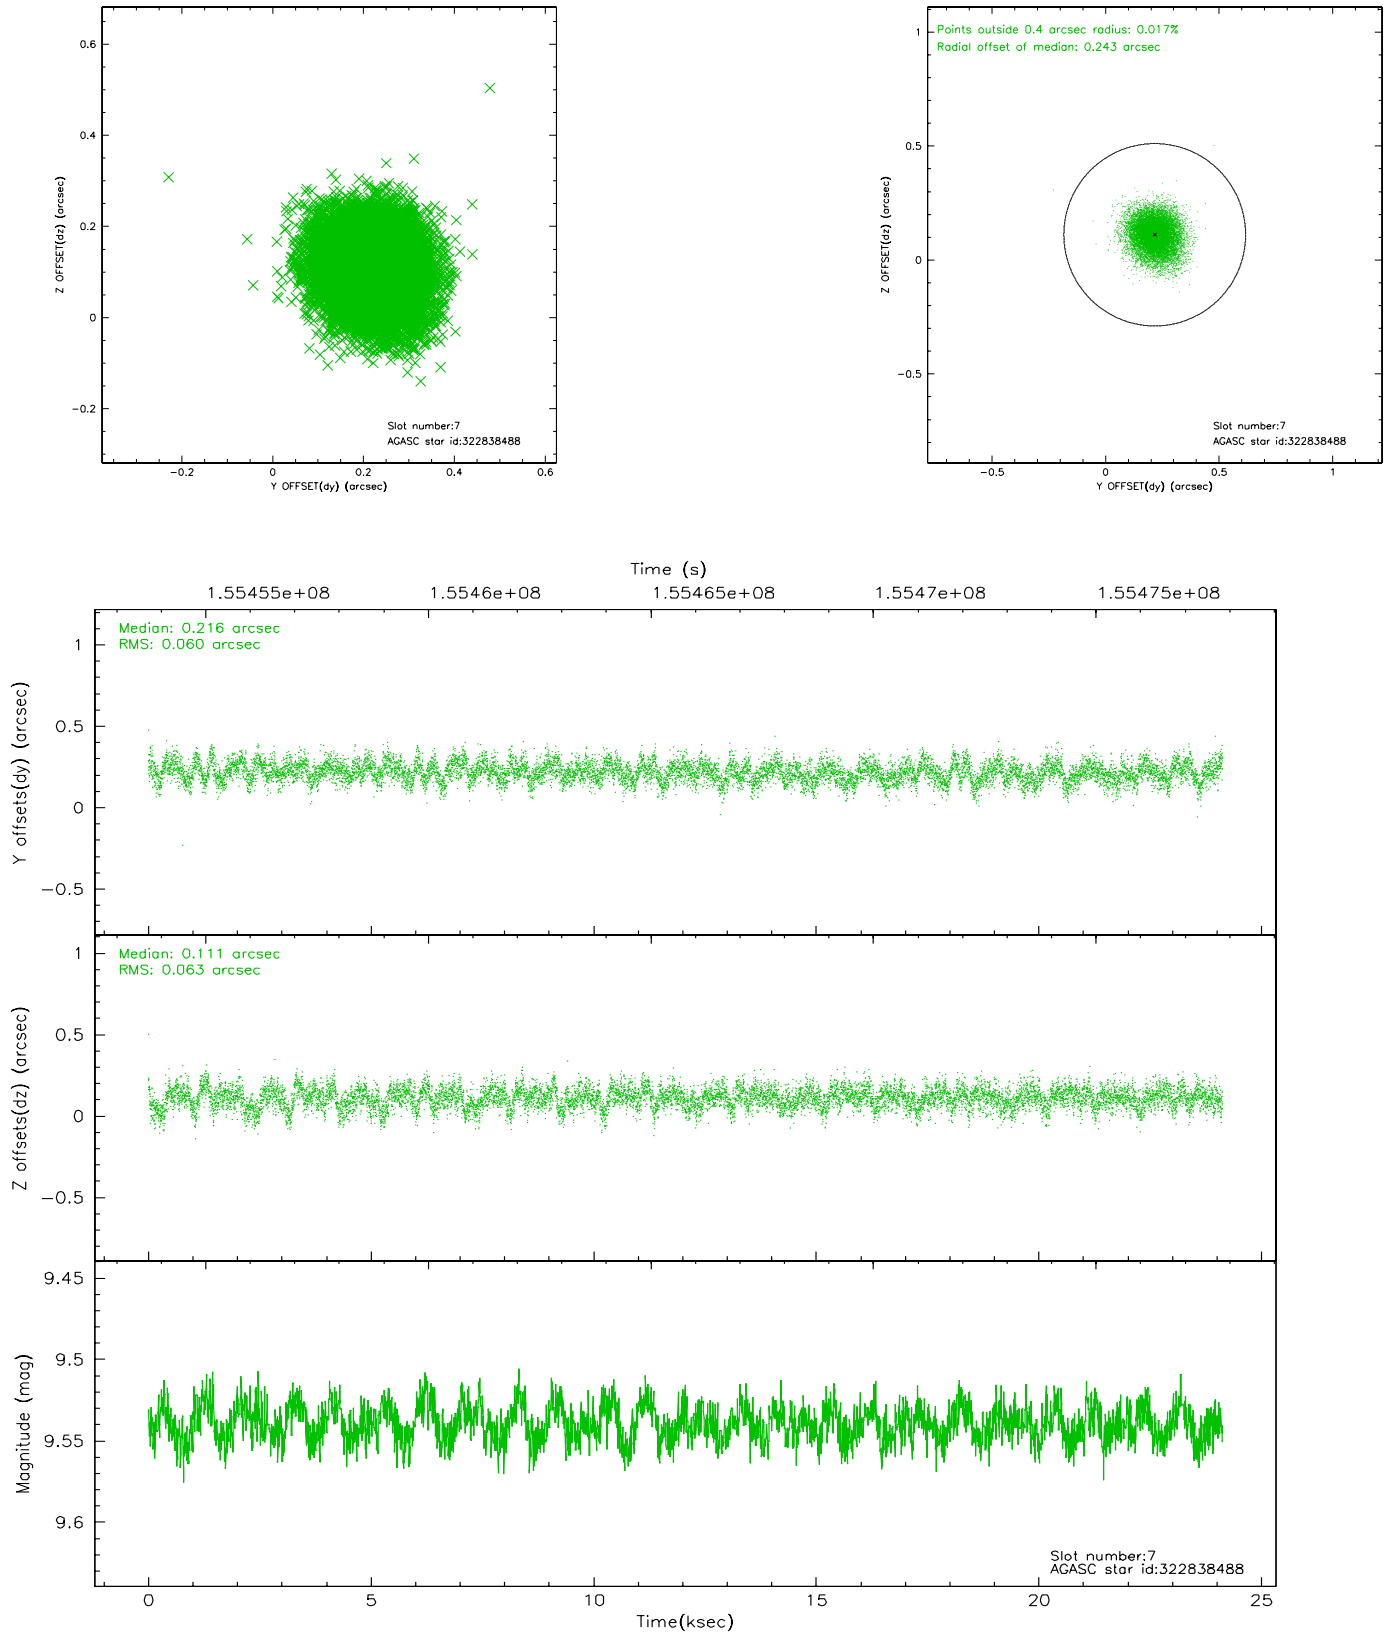 0.6
0.4
0.2
0
−0.2
Z OFFSET(dz) (arcsec)
Slot number:7
AGASC star id:322838488
−0.2 0 0.2 0.4 0.6
Y OFFSET(dy) (arcsec)
Points outside 0.4 arcsec radius: 0.017%
Radial offset of median: 0.243 arcsec
1
0.5
0
−0.5
Z OFFSET(dz) (arcsec)
Slot number:7
AGASC star id:322838488
−0.5 0 0.5 1
Y OFFSET(dy) (arcsec)
Time (s)
1.55455e+08 1.5546e+08 1.55465e+08 1.5547e+08 1.55475e+08
Median: 0.216 arcsec
RMS: 0.060 arcsec
1
0.5
0
−0.5
Y offsets(dy) (arcsec)
Median: 0.111 arcsec
RMS: 0.063 arcsec
1
0.5
0
−0.5
Z offsets(dz) (arcsec)
9.45
9.5
9.55
9.6
Magnitude (mag)
Slot number:7
AGASC star id:322838488
0 5 10 15 20 25
Time(ksec)